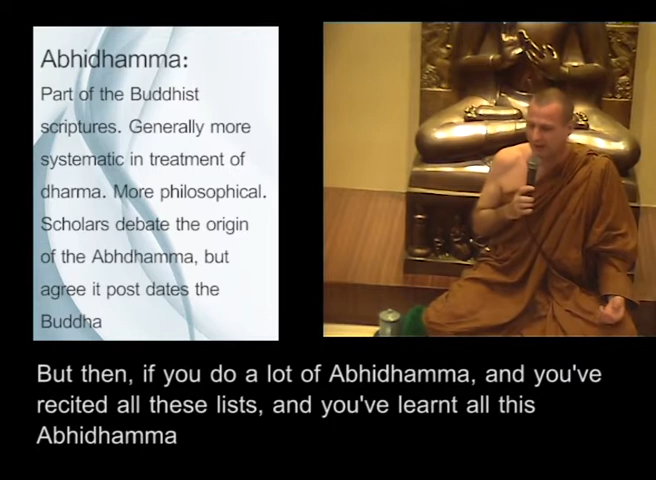 Abhidhamma:
Part of the Buddhist
scriptures. Generally more
systematic in treatment of
dharma. More philosophical.
Scholars debate the origin
of the Abhdhamma, but
agree it post dates the
Buddha
But then, if you do a lot of Abhidhamma, and you've
recited all these lists, and you've learnt all this
Abhidhamma